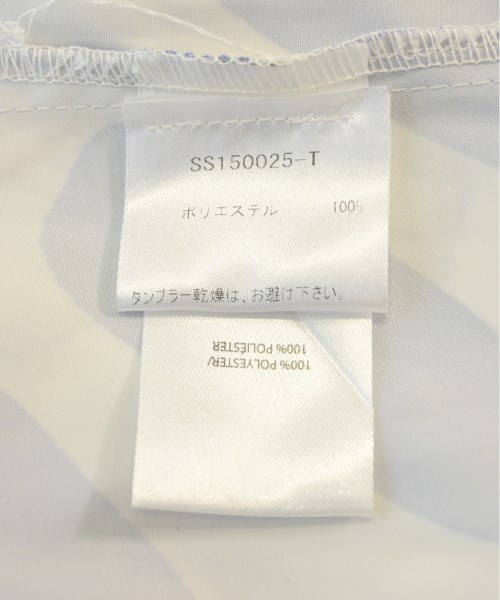 SS150025-T
ポリエステル 100%
タンブラー乾燥は、お避け下さい。
100% POLYESTER/
100% POLIÉSTER